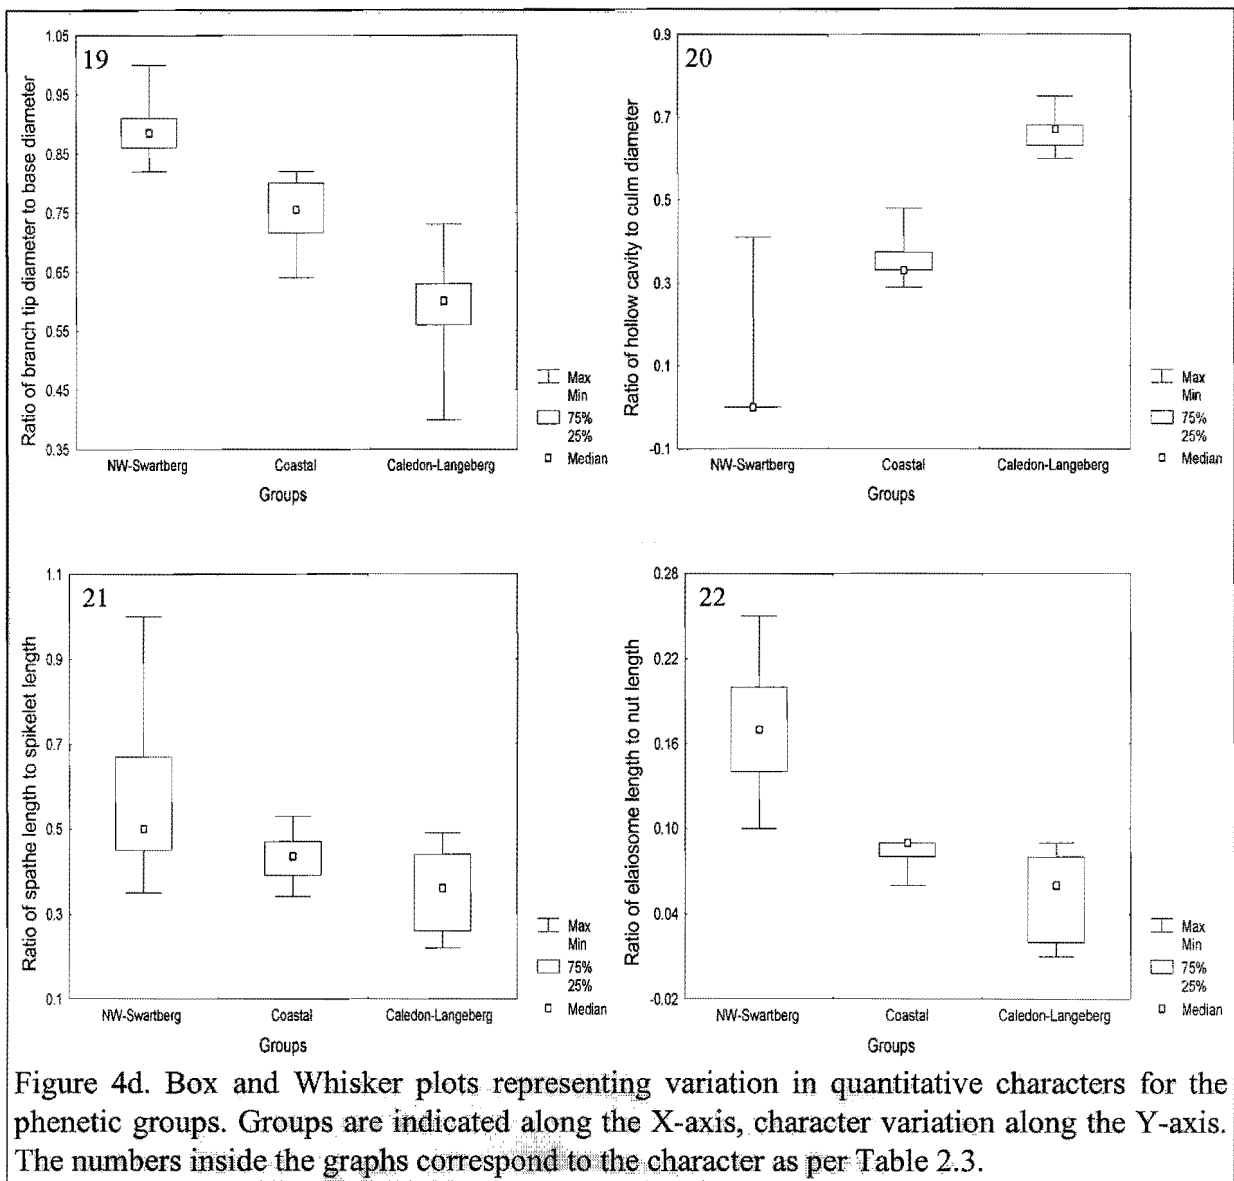 19
Ratio of branch tip diameter to base diameter
1.05
0.95
0.85
0.75
0.65
0.55
0.45
0.35
NW-Swartberg Coastal Caledon-Langeberg
Groups
Max
Min
75%
25%
Median
20
Ratio of hollow cavity to culm diameter
0.9
0.7
0.5
0.3
0.1
-0.1
NW-Swartberg Coastal Caledon-Langeberg
Groups
Max
Min
75%
25%
Median
21
Ratio of spathe length to spikelet length
1.1
0.9
0.7
0.5
0.3
0.1
NW-Swartberg Coastal Caledon-Langeberg
Groups
Max
Min
75%
25%
Median
22
Ratio of elaiosome length to nut length
0.28
0.22
0.16
0.10
0.04
-0.02
NW-Swartberg Coastal Caledon-Langeberg
Groups
Max
Min
75%
25%
Median
Figure 4d. Box and Whisker plots representing variation in quantitative characters for the
phenetic groups. Groups are indicated along the X-axis, character variation along the Y-axis.
The numbers inside the graphs correspond to the character as per Table 2.3.